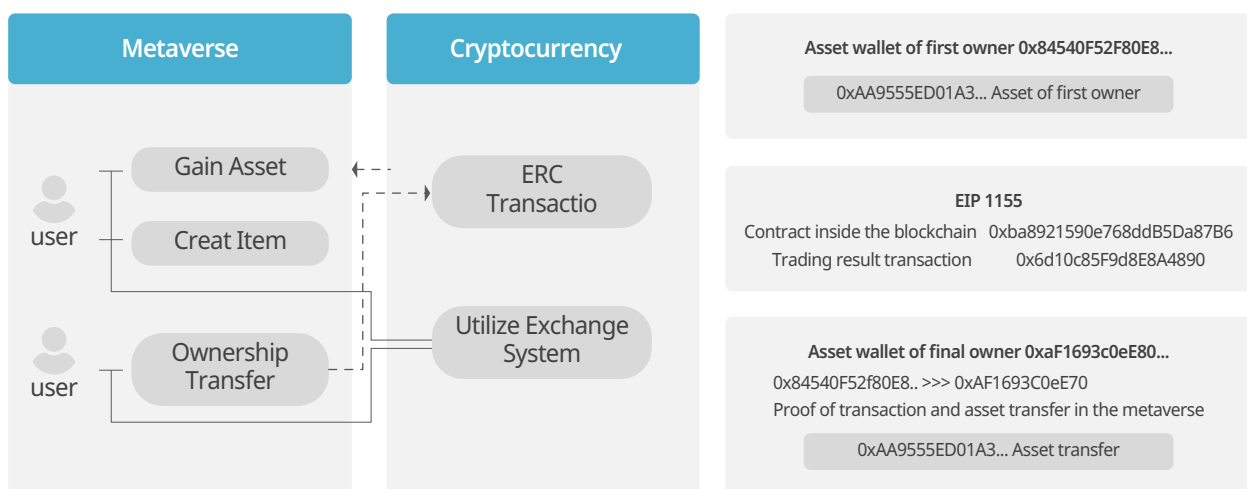 Metaverse
Gain Asset
user
Creat Item
user
Ownership
Transfer
Cryptocurrency
ERC
Transactio
Utilize Exchange
System
Asset wallet of first owner 0x84540F52F80E8...
0xAA9555ED01A3... Asset of first owner
EIP 1155
Contract inside the blockchain 0xba8921590e768ddB5Da87B6
Trading result transaction 0x6d10c85F9d8E8A4890
Asset wallet of final owner 0xaF1693c0eE80...
0x84540F52f80E8.. >>> 0xAF1693C0eE70
Proof of transaction and asset transfer in the metaverse
0xAA9555ED01A3... Asset transfer